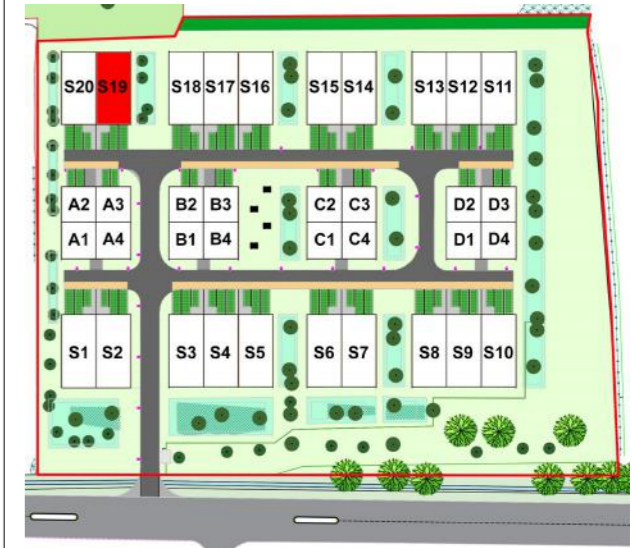 S20 S19 S18 S17 S16 S15 S14 S13 S12 S11
A2 A3 B2 B3 C2 C3 D2 D3
A1 A4 B1 B4 C1 C4 D1 D4
S1 S2 S3 S4 S5 S6 S7 S8 S9 S10